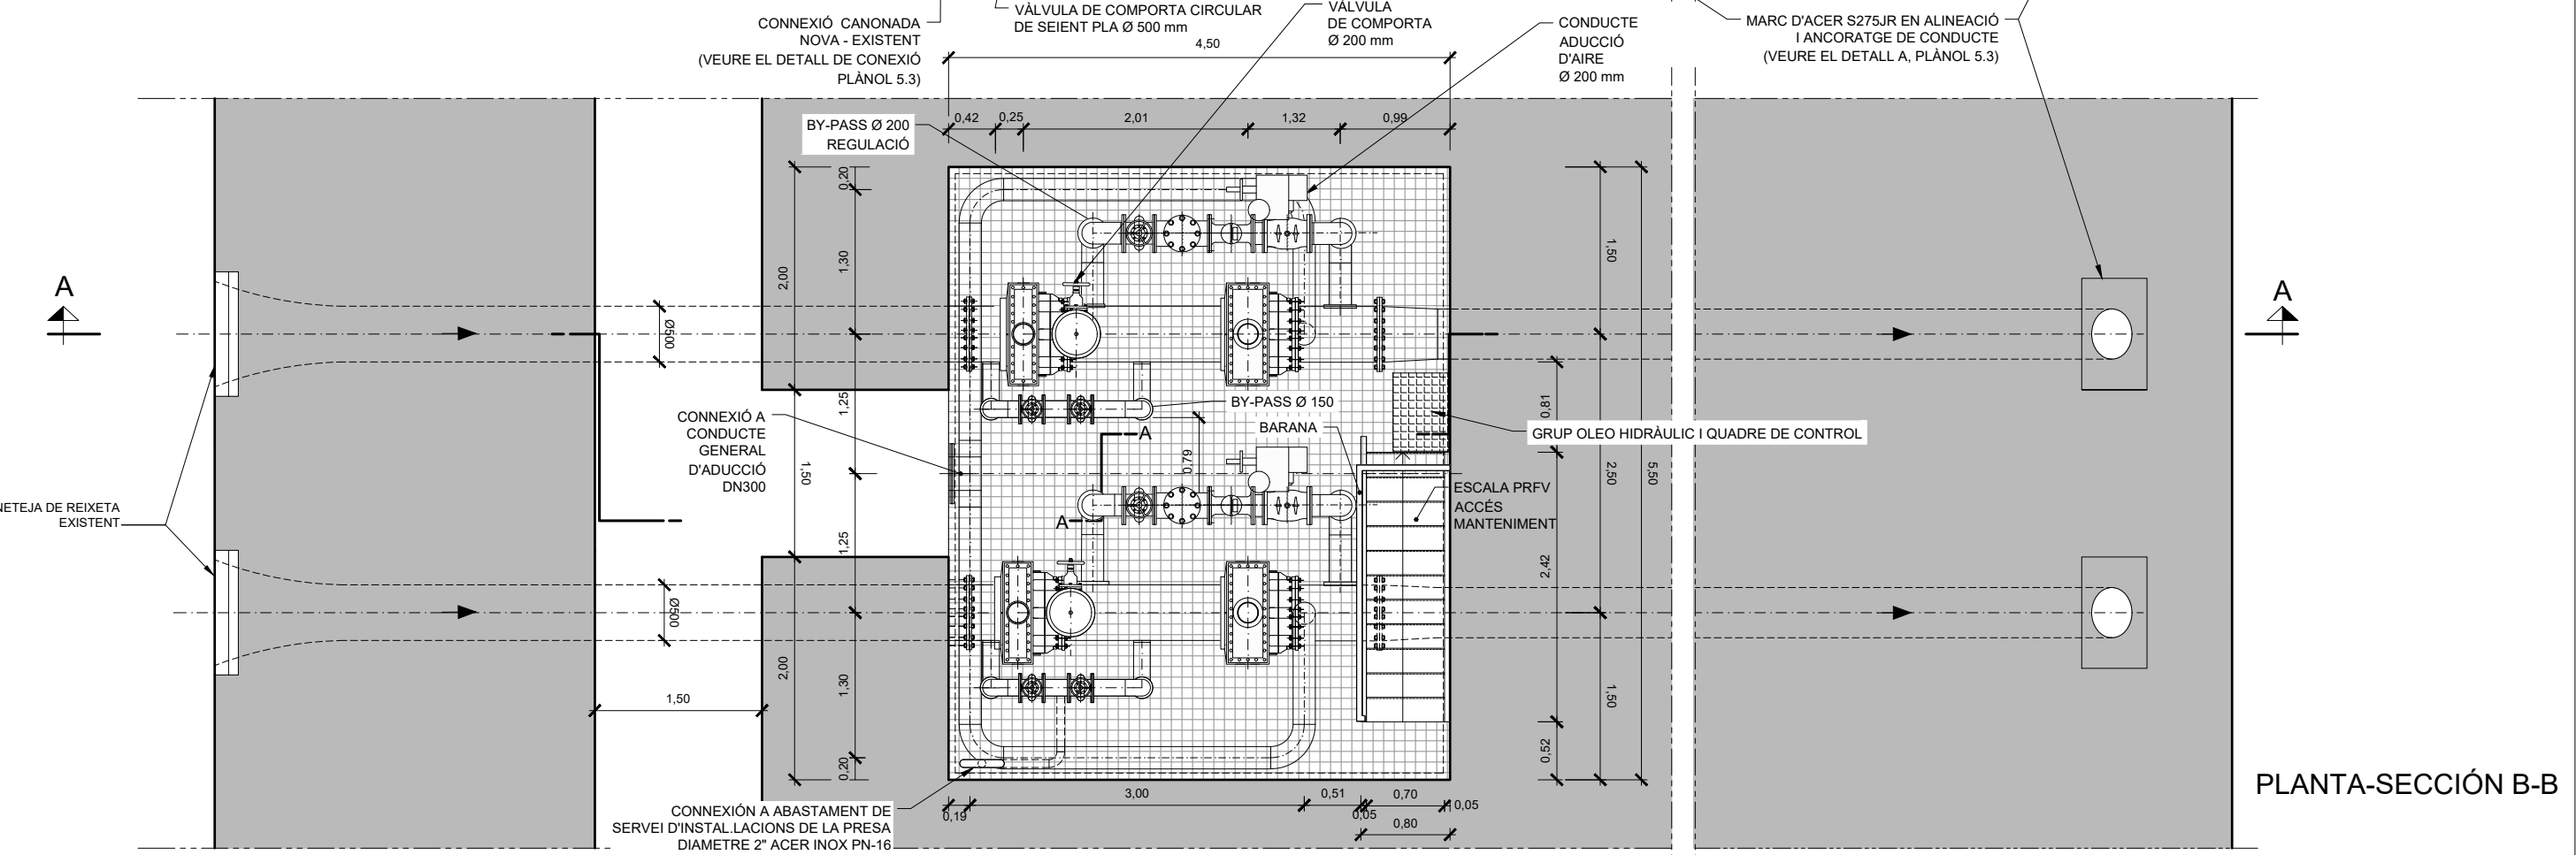 CONNEXIÓ CANONADA
NOVA - EXISTENT
(VEURE EL DETALL DE CONEXIÓ
PLÀNOL 5.3)
VÀLVULA DE COMPORTA CIRCULAR
DE SEIENT PLA Ø 500 mm
VÀLVULA
DE COMPORTA
Ø 200 mm
CONDUCTE
ADUCCIÓ
D'AIRE
Ø 200 mm
MARC D'ACER S275JR EN ALINEACIÓ
I ANCORATGE DE CONDUCTE
(VEURE EL DETALL A, PLÀNOL 5.3)
4,50
0,42
0,25
2,01
1,32
0,99
BY-PASS Ø 200
REGULACIÓ
0,20
1,30
2,00
1,50
A
A
Ø500
1,25
0,81
CONNEXIÓ A
CONDUCTE
GENERAL
D'ADUCCIÓ
DN300
1,50
BY-PASS Ø 150
BARANA
A
0,79
A
GRUP OLEO HIDRÀULIC I QUADRE DE CONTROL
2,50
5,50
ESCALA PRFV
ACCÉS
MANTENIMENT
NETEJA DE REIXETA
EXISTENT
1,25
2,42
Ø500
2,00
1,30
1,50
1,50
0,52
0,20
PLANTA-SECCIÓN B-B
CONNEXIÓN A ABASTAMENT DE
SERVEI D'INSTAL.LACIONS DE LA PRESA
DIAMETRE 2" ACER INOX PN-16
0,19
3,00
0,51
0,05
0,70
0,05
0,80